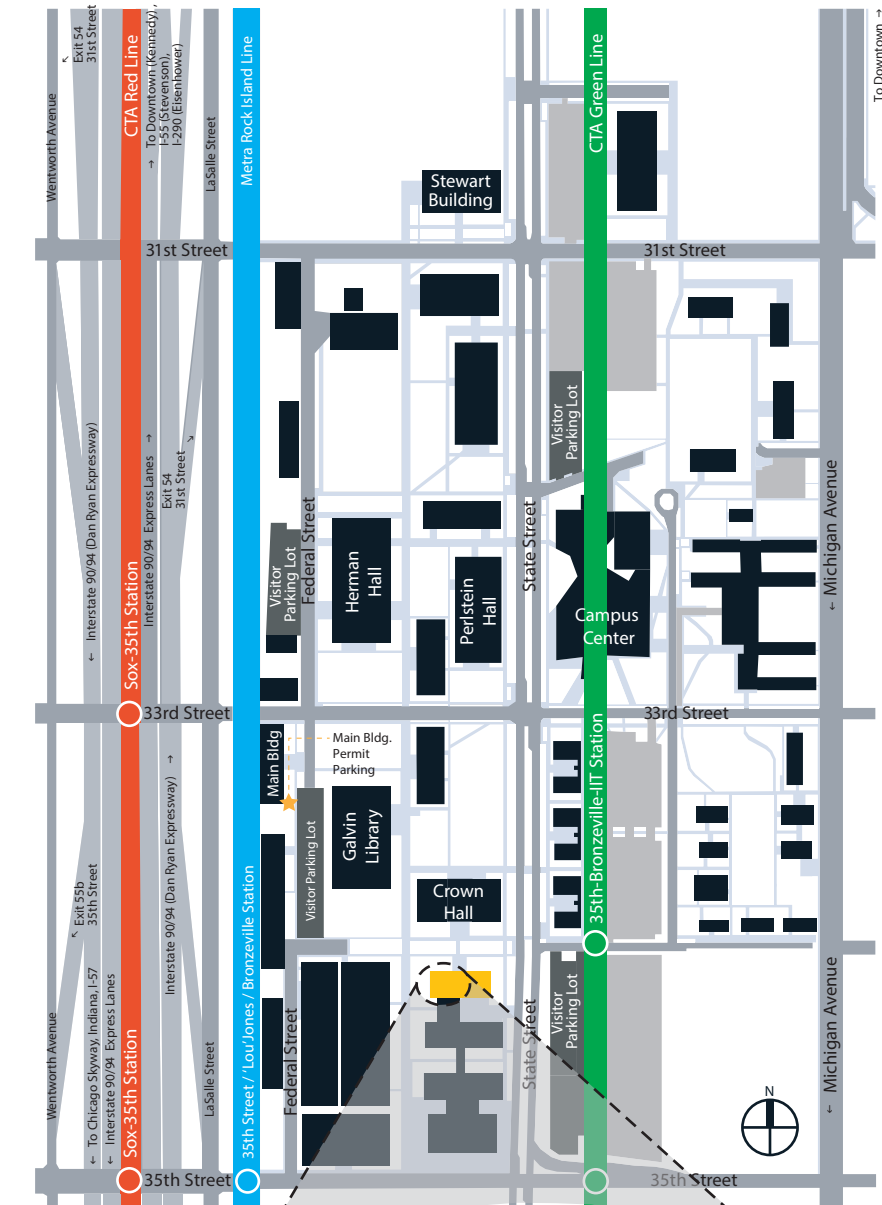 To Downtown →
Exit 54
31st Street
↖
CTA Red Line
→ To Downtown (Kennedy),
I-55 (Stevenson),
I-290 (Eisenhower)
Wentworth Avenue
LaSalle Street
Metra Rock Island Line
CTA Green Line
Stewart
Building
31st Street
31st Street
Visitor
Parking Lot
← Interstate 90/94 (Dan Ryan Expressway)
Interstate 90/94 Express Lanes →
Exit 54
31st Street →
Federal Street
Visitor
Parking Lot
Herman
Hall
Perlstein
Hall
State Street
Campus
Center
← Michigan Avenue
Sox-35th Station
33rd Street
33rd Street
Main Bldg
Main Bldg.
Permit
Parking
Interstate 90/94 (Dan Ryan Expressway) →
Visitor Parking Lot
Galvin
Library
Crown
Hall
35th-Bronzeville-IIT Station
↖ Exit 55b
35th Street
Wentworth Avenue
← To Chicago Skyway, Indiana, I-57
← Interstate 90/94 Express Lanes
Sox-35th Station
LaSalle Street
35th Street / 'Lou' Jones / Bronzeville Station
Federal Street
State Street
Visitor
Parking Lot
← Michigan Avenue
N
35th Street
35th Street